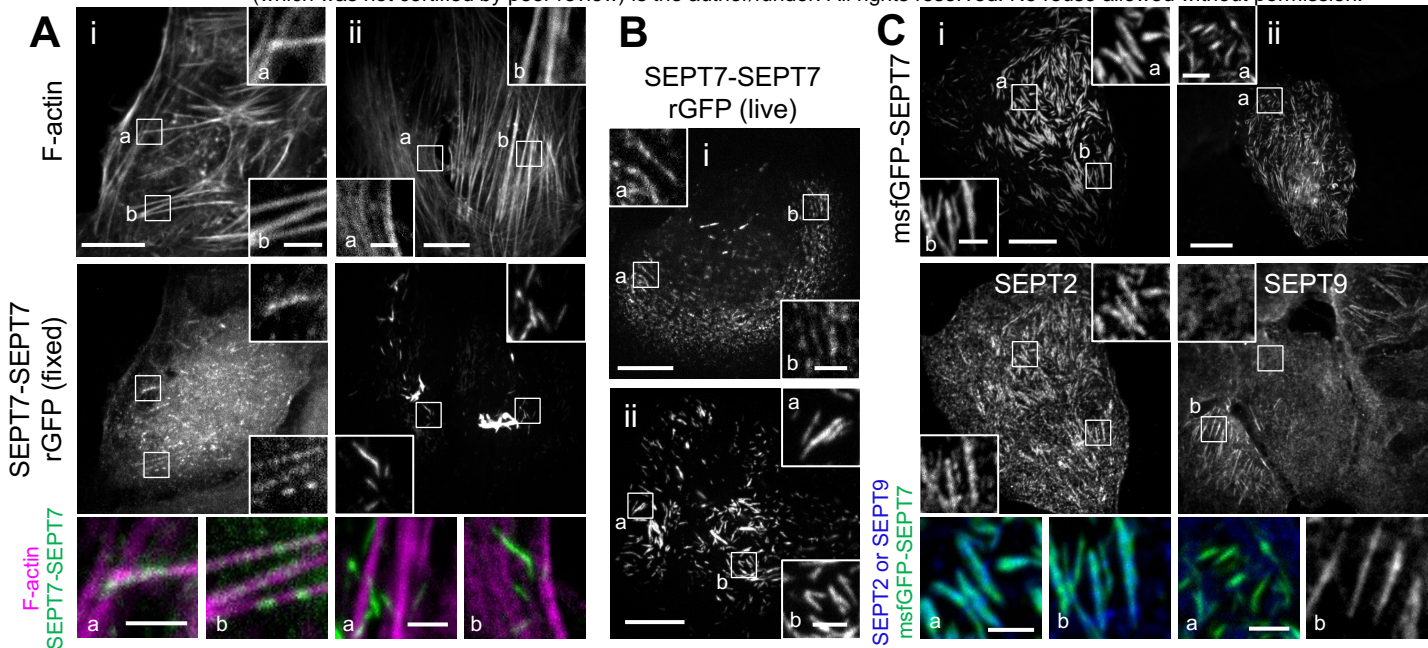 (which was not certified by peer review) is the author/funder. All rights reserved. No reuse allowed without permission.
A
i
ii
F-actin
a
b
a
b
a
b
b
a
SEPT7-SEPT7
rGFP (fixed)
F-actin
SEPT7-SEPT7
a
b
a
b
B
SEPT7-SEPT7
rGFP (live)
i
a
b
a
b
ii
a
a
b
b
C
i
ii
msfGFP-SEPT7
a
a
b
b
a
a
SEPT2
SEPT9
b
SEPT2 or SEPT9
msfGFP-SEPT7
a
b
a
b